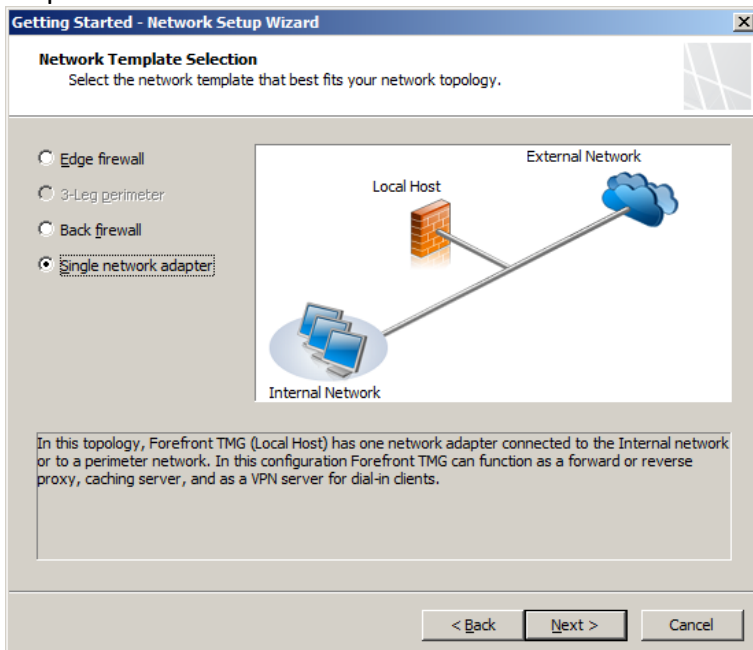 Getting Started - Network Setup Wizard
Network Template Selection
Select the network template that best fits your network topology.
Edge firewall
3-Leg perimeter
Back firewall
Single network adapter
External Network
Local Host
Internal Network
In this topology, Forefront TMG (Local Host) has one network adapter connected to the Internal network
or to a perimeter network. In this configuration Forefront TMG can function as a forward or reverse
proxy, caching server, and as a VPN server for dial-in clients.
< Back
Next >
Cancel